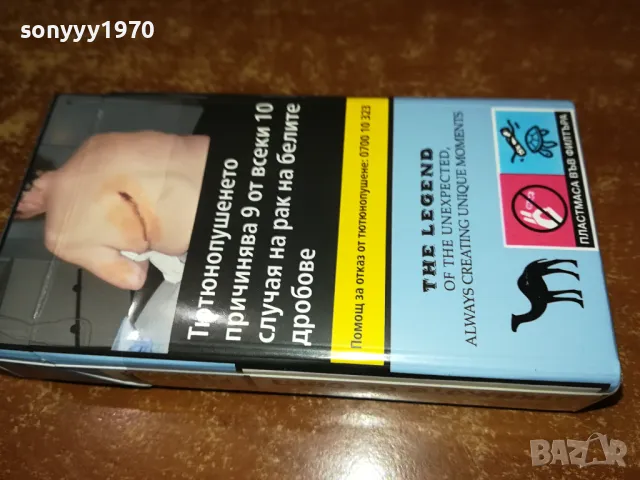 sonyyy1970
Тютюнопушенето
причинява 9 от всеки 10
случая на рак на белите
дробове
Помощ за отказ от тютюнопушене: 0700 10 323
THE LEGEND
OF THE UNEXPECTED,
ALWAYS CREATING UNIQUE MOMENTS
ПЛАСТМАСА ВЪВ ФИЛТЪРА
BAZAR